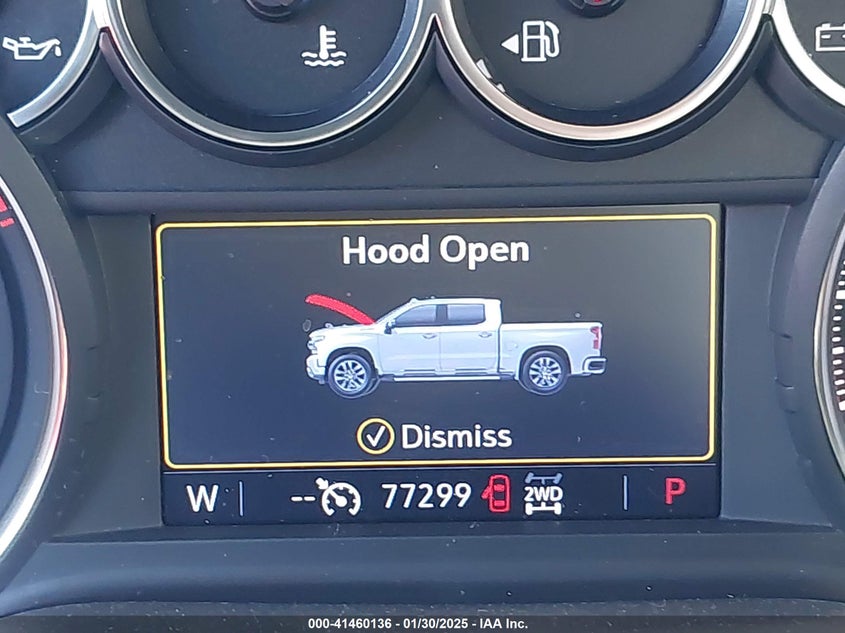 Hood Open
Dismiss
W -- 77299 2WD P
000-41460136 - 01/30/2025 - IAA Inc.